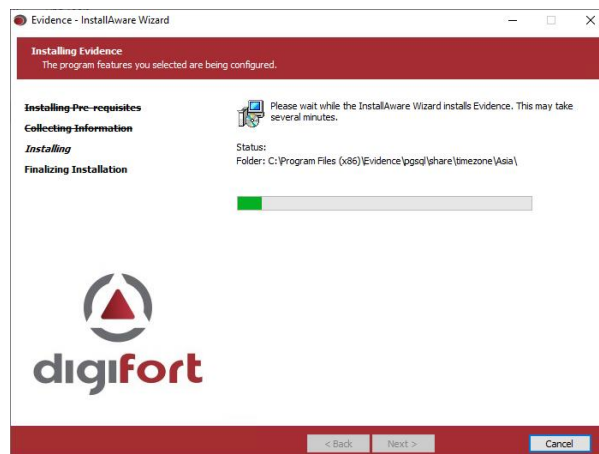 Evidence - InstallAware Wizard
Installing Evidence
The program features you selected are being configured.
Installing Pre-requisites
Collecting Information
Installing
Finalizing Installation
Please wait while the InstallAware Wizard installs Evidence. This may take
several minutes.
Status:
Folder: C:\Program Files (x86)\Evidence\pgsql\share\timezone\Asia\
digifort
< Back
Next >
Cancel